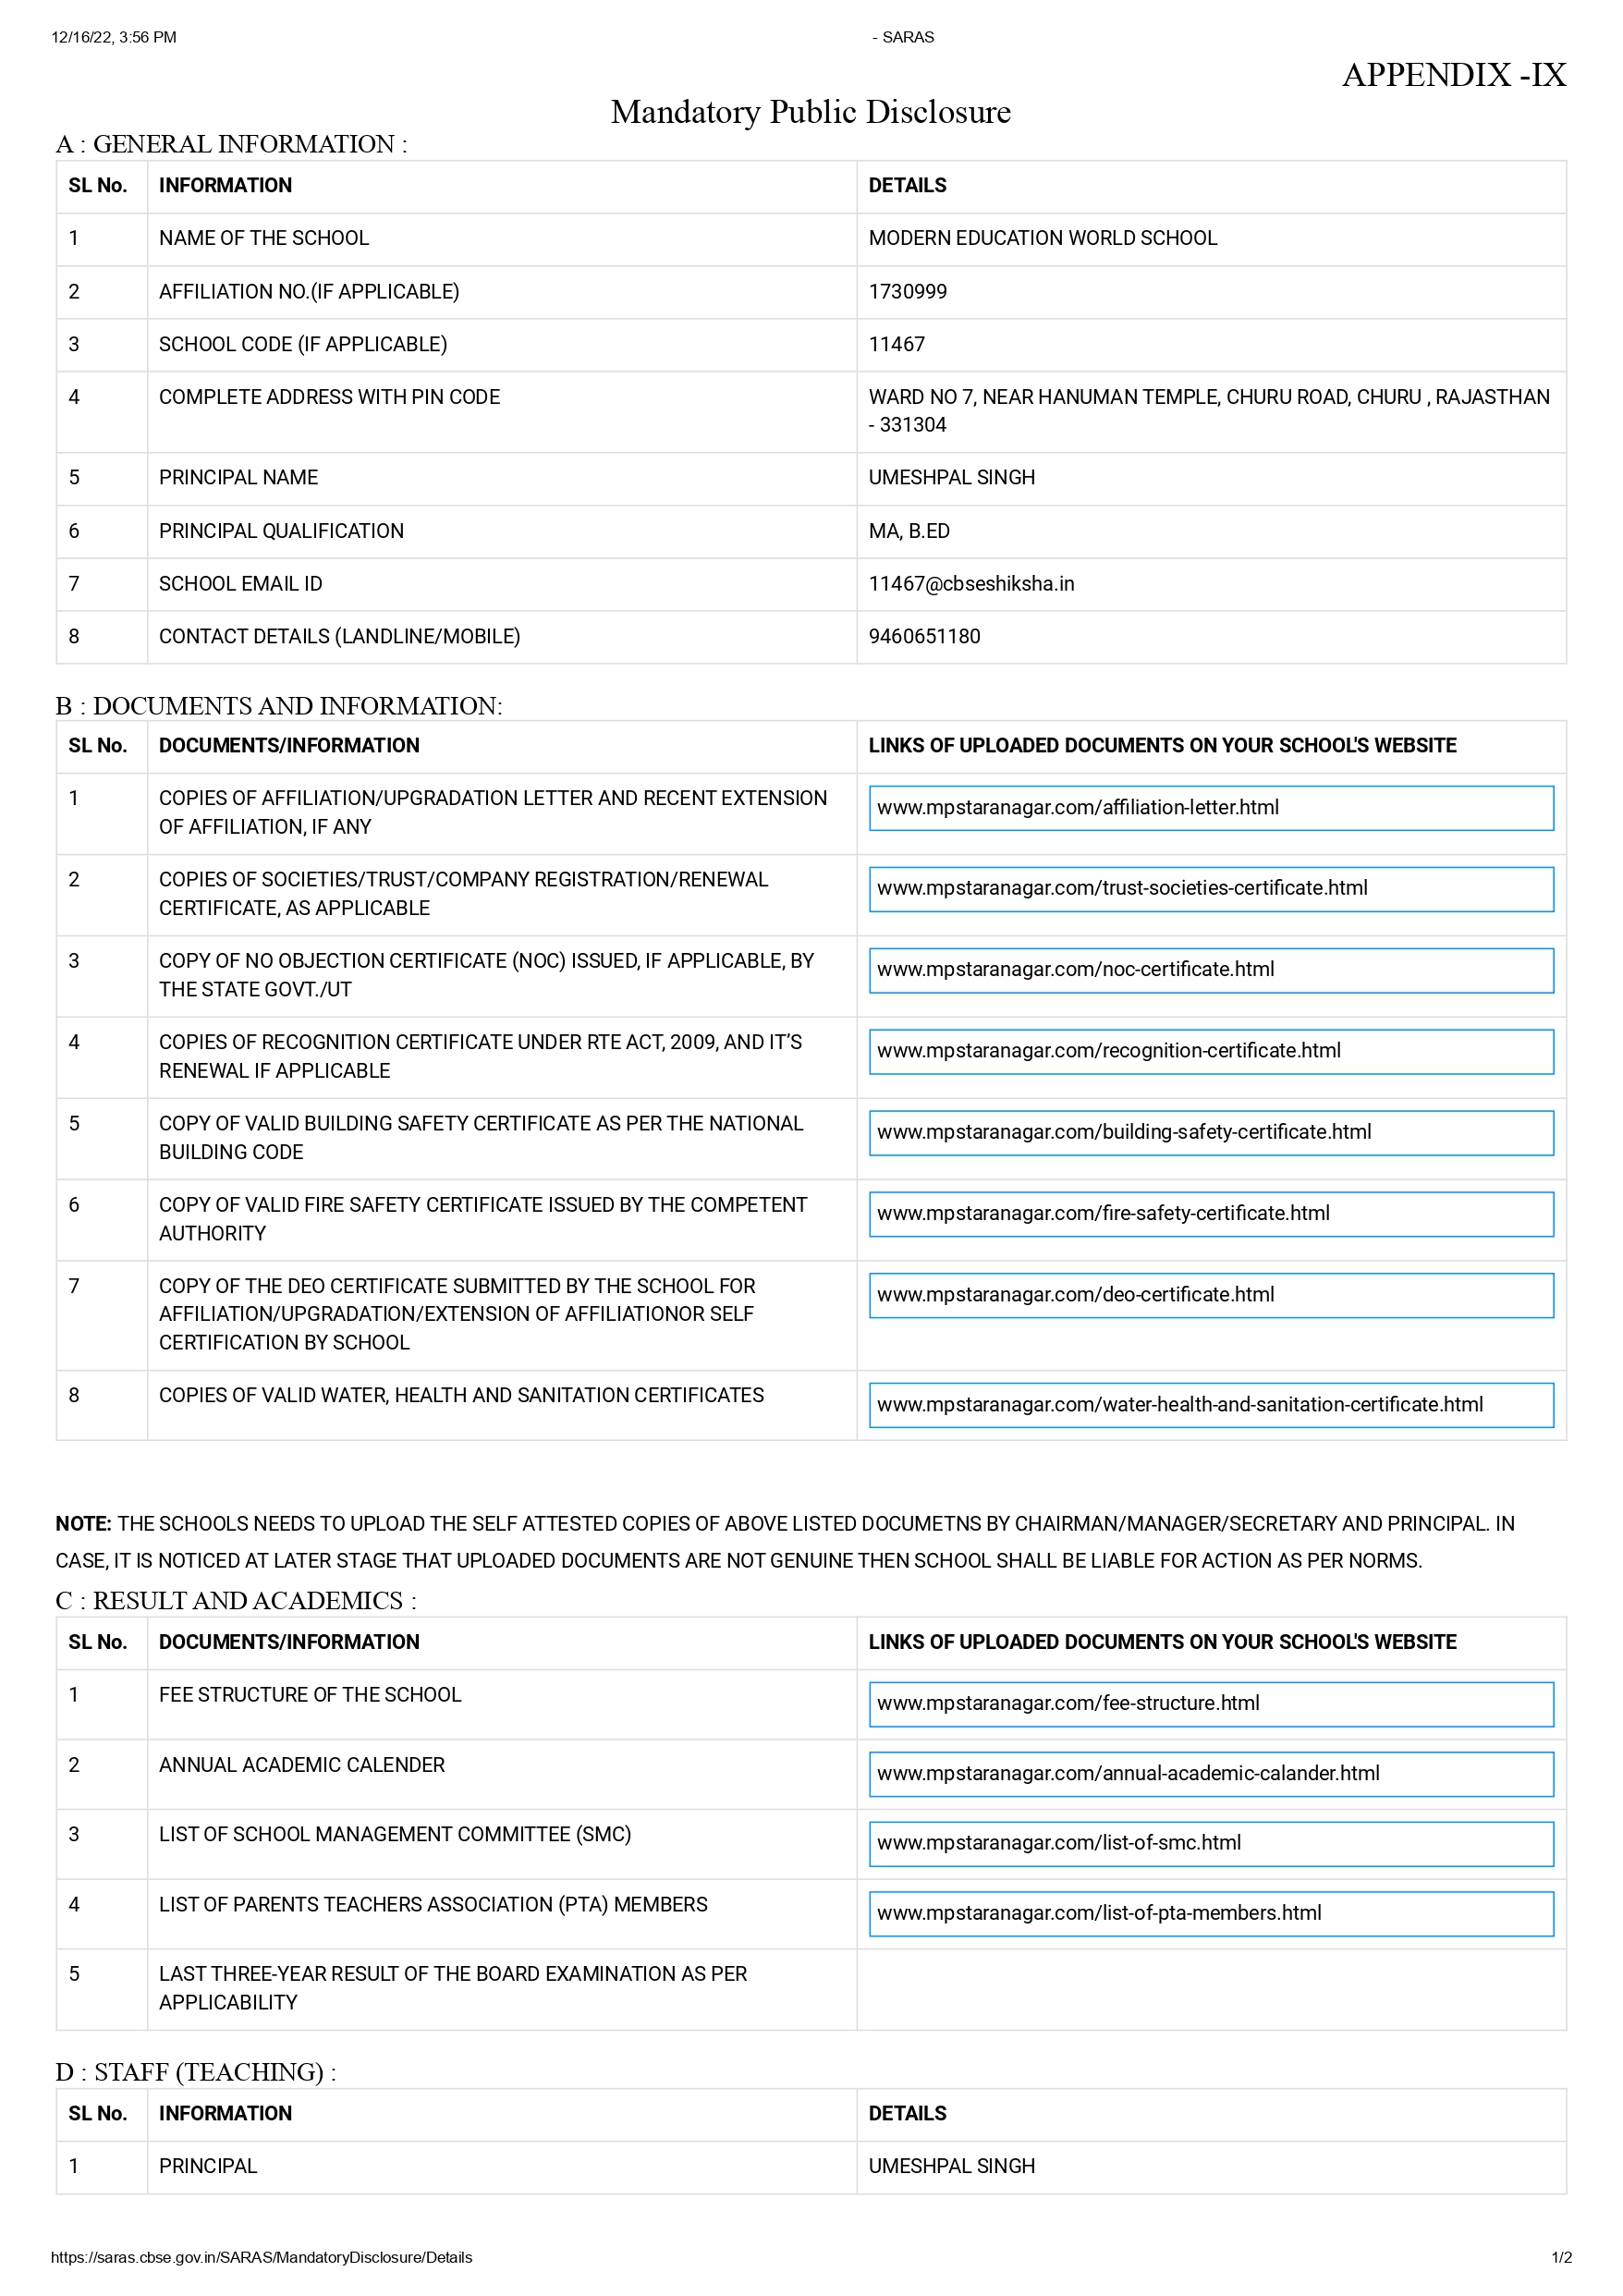 12/16/22, 3:56 PM - SARAS
APPENDIX -IX
Mandatory Public Disclosure
A : GENERAL INFORMATION :
SL No. INFORMATION DETAILS
1 NAME OF THE SCHOOL MODERN EDUCATION WORLD SCHOOL
2 AFFILIATION NO.(IF APPLICABLE) 1730999
3 SCHOOL CODE (IF APPLICABLE) 11467
4 COMPLETE ADDRESS WITH PIN CODE WARD NO 7, NEAR HANUMAN TEMPLE, CHURU ROAD, CHURU , RAJASTHAN
- 331304
5 PRINCIPAL NAME UMESHPAL SINGH
6 PRINCIPAL QUALIFICATION MA, B.ED
7 SCHOOL EMAIL ID 11467@cbseshiksha.in
8 CONTACT DETAILS (LANDLINE/MOBILE) 9460651180
B : DOCUMENTS AND INFORMATION:
SL No. DOCUMENTS/INFORMATION LINKS OF UPLOADED DOCUMENTS ON YOUR SCHOOL'S WEBSITE
1 COPIES OF AFFILIATION/UPGRADATION LETTER AND RECENT EXTENSION
OF AFFILIATION, IF ANY
www.mpstaranagar.com/affiliation-letter.html
2 COPIES OF SOCIETIES/TRUST/COMPANY REGISTRATION/RENEWAL
CERTIFICATE, AS APPLICABLE
www.mpstaranagar.com/trust-societies-certificate.html
3 COPY OF NO OBJECTION CERTIFICATE (NOC) ISSUED, IF APPLICABLE, BY
THE STATE GOVT./UT
www.mpstaranagar.com/noc-certificate.html
4 COPIES OF RECOGNITION CERTIFICATE UNDER RTE ACT, 2009, AND IT’S
RENEWAL IF APPLICABLE
www.mpstaranagar.com/recognition-certificate.html
5 COPY OF VALID BUILDING SAFETY CERTIFICATE AS PER THE NATIONAL
BUILDING CODE
www.mpstaranagar.com/building-safety-certificate.html
6 COPY OF VALID FIRE SAFETY CERTIFICATE ISSUED BY THE COMPETENT
AUTHORITY
www.mpstaranagar.com/fire-safety-certificate.html
7 COPY OF THE DEO CERTIFICATE SUBMITTED BY THE SCHOOL FOR
AFFILIATION/UPGRADATION/EXTENSION OF AFFILIATIONOR SELF
CERTIFICATION BY SCHOOL
www.mpstaranagar.com/deo-certificate.html
8 COPIES OF VALID WATER, HEALTH AND SANITATION CERTIFICATES
www.mpstaranagar.com/water-health-and-sanitation-certificate.html
NOTE: THE SCHOOLS NEEDS TO UPLOAD THE SELF ATTESTED COPIES OF ABOVE LISTED DOCUMETNS BY CHAIRMAN/MANAGER/SECRETARY AND PRINCIPAL. IN
CASE, IT IS NOTICED AT LATER STAGE THAT UPLOADED DOCUMENTS ARE NOT GENUINE THEN SCHOOL SHALL BE LIABLE FOR ACTION AS PER NORMS.
C : RESULT AND ACADEMICS :
SL No. DOCUMENTS/INFORMATION LINKS OF UPLOADED DOCUMENTS ON YOUR SCHOOL'S WEBSITE
1 FEE STRUCTURE OF THE SCHOOL www.mpstaranagar.com/fee-structure.html
2 ANNUAL ACADEMIC CALENDER www.mpstaranagar.com/annual-academic-calander.html
3 LIST OF SCHOOL MANAGEMENT COMMITTEE (SMC) www.mpstaranagar.com/list-of-smc.html
4 LIST OF PARENTS TEACHERS ASSOCIATION (PTA) MEMBERS www.mpstaranagar.com/list-of-pta-members.html
5 LAST THREE-YEAR RESULT OF THE BOARD EXAMINATION AS PER
APPLICABILITY
D : STAFF (TEACHING) :
SL No. INFORMATION DETAILS
1 PRINCIPAL UMESHPAL SINGH
https://saras.cbse.gov.in/SARAS/MandatoryDisclosure/Details 1/2